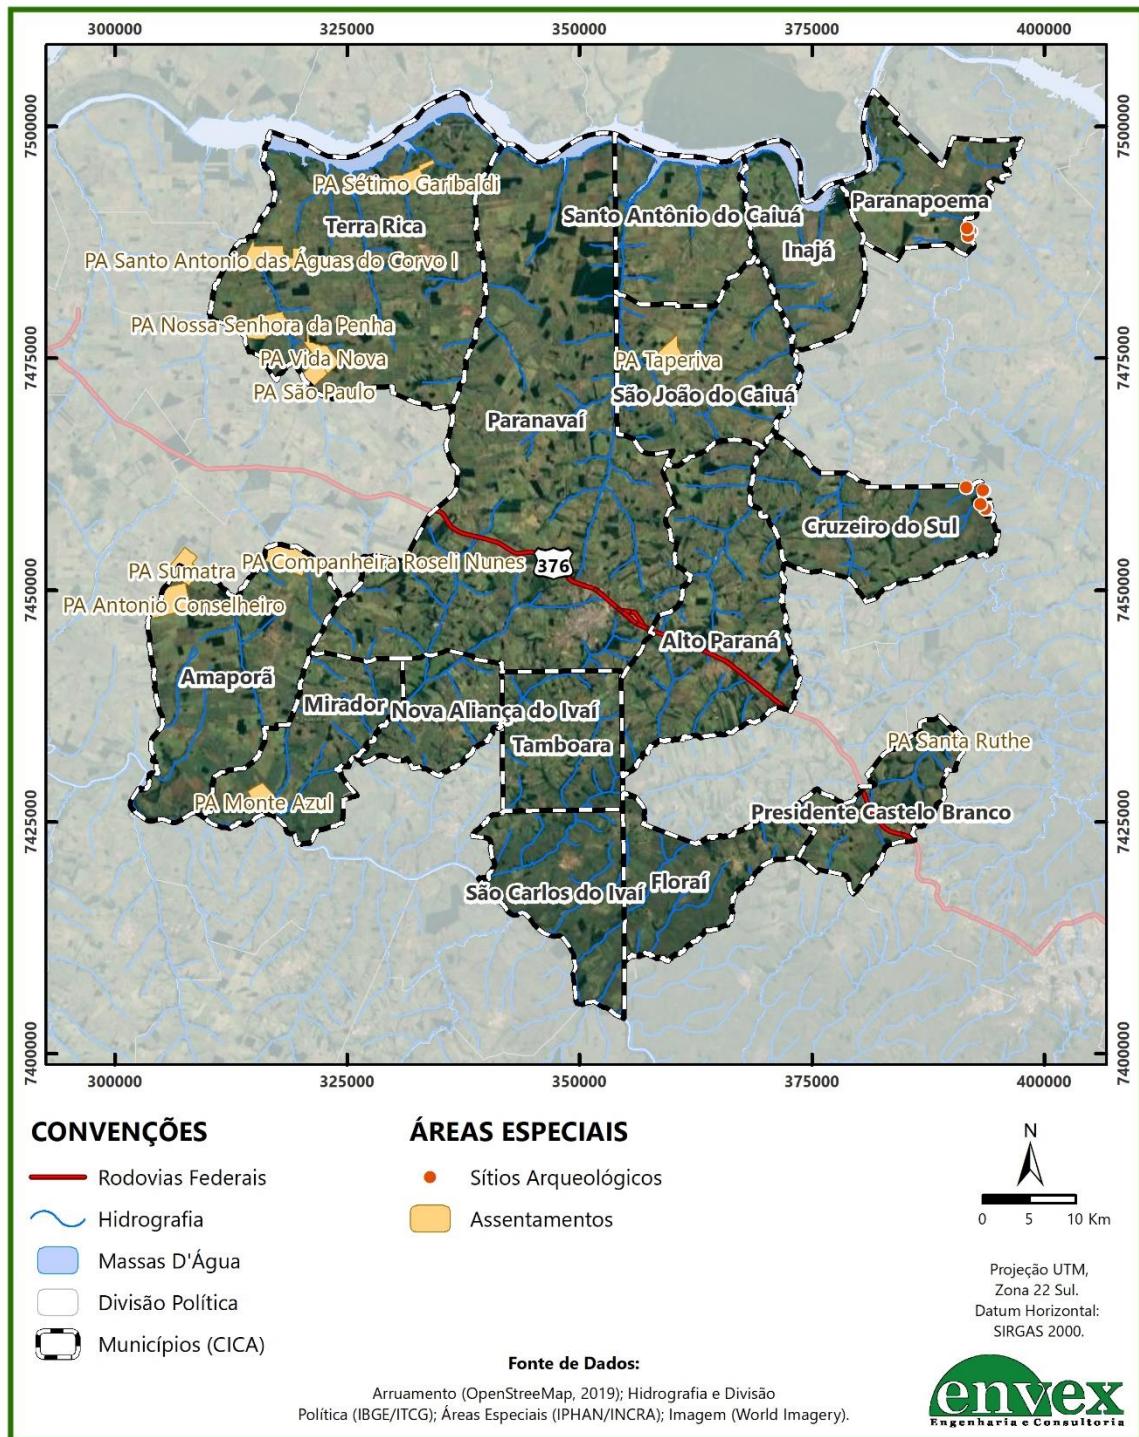 300000 325000 350000 375000 400000
7500000 7500000
PA Sétimo Garibaldi
Paranapoema
Santo Antônio do Caiuá
Terra Rica
Inajá
PA Santo Antonio das Águas do Corvo I
PA Nossa Senhora da Penha
7475000 7475000
PA Vida Nova
PA Taperiva
PA São Paulo
São João do Caiuá
Paranavaí
Cruzeiro do Sul
PA Companheira Roseli Nunes
376
PA Sumatra
7450000 7450000
PA Antonio Conselheiro
Alto Paraná
Amaporã
Mirador
Nova Aliança do Ivaí
PA Santa Ruthe
Tamboara
PA Monte Azul
Presidente Castelo Branco
7425000 7425000
Floraí
São Carlos do Ivaí
7400000 7400000
300000 325000 350000 375000 400000
CONVENÇÕES
Rodovias Federais
Hidrografia
Massas D'Água
Divisão Política
Municípios (CICA)
ÁREAS ESPECIAIS
Sítios Arqueológicos
Assentamentos
N
0 5 10 Km
Projeção UTM,
Zona 22 Sul.
Datum Horizontal:
SIRGAS 2000.
Fonte de Dados:
Arruamento (OpenStreeMap, 2019); Hidrografia e Divisão
Política (IBGE/ITCG); Áreas Especiais (IPHAN/INCRA); Imagem (World Imagery).
envex
Engenharia e Consultoria